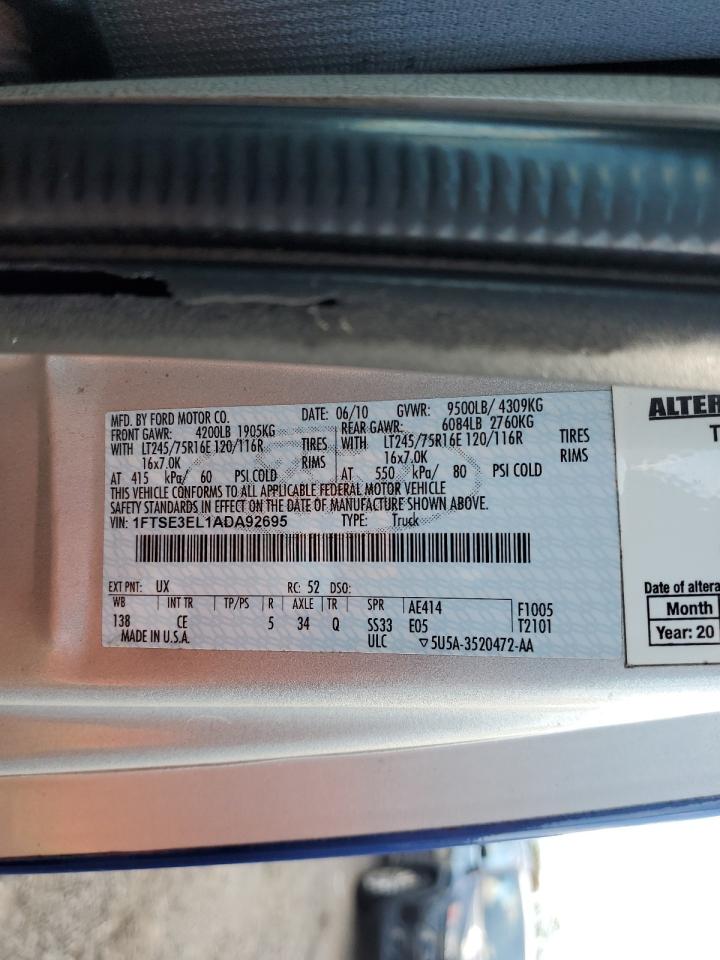 MFD. BY FORD MOTOR CO. DATE: 06/10 GVWR: 9500LB/ 4309KG
FRONT GAWR: 4200LB 1905KG REAR GAWR: 6084LB 2760KG
WITH LT245/75R16E 120/116R TIRES WITH LT245/75R16E 120/116R TIRES
16x7.0K RIMS 16x7.0K RIMS
AT 415 kPa/ 60 PSI COLD AT 550 kPa/ 80 PSI COLD
THIS VEHICLE CONFORMS TO ALL APPLICABLE FEDERAL MOTOR VEHICLE
SAFETY STANDARDS IN EFFECT ON THE DATE OF MANUFACTURE SHOWN ABOVE.
VIN: 1FTSE3EL1ADA92695 TYPE: Truck
EXT PNT: UX RC: 52 DSO:
WB INT TR TP/PS R AXLE TR SPR AE414 F1005
138 CE 5 34 Q SS33 E05 T2101
MADE IN U.S.A. ULC ▽5U5A-3520472-AA
ALTER
T
Date of altera
Month
Year: 20